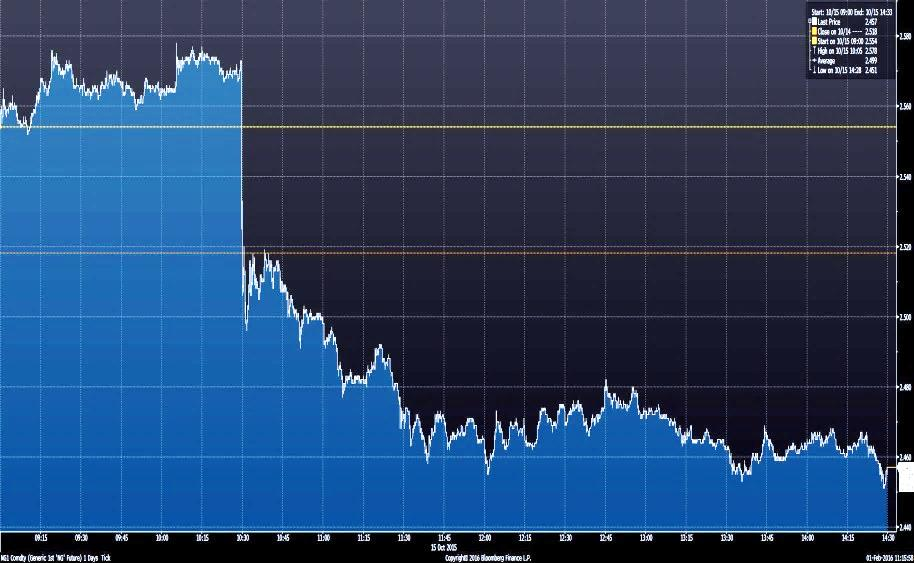 Start: 10/15 09:00 End: 10/15 14:33
Last Price 2.457
Close on 10/14 ---- 2.518
Start on 10/15 09:00 2.554
High on 10/15 10:05 2.578
Average 2.499
Low on 10/15 14:28 2.451
2.580
2.560
2.540
2.520
2.500
2.480
2.460
2.440
09:15 09:30 09:45 10:00 10:15 10:30 10:45 11:00 11:15 11:30 11:45 12:00 12:15 12:30 12:45 13:00 13:15 13:30 13:45 14:00 14:15 14:30
15 Oct 2015
NG1 Comdty (Generic 1st 'NG' Future) 1 Days Tick Copyright© 2016 Bloomberg Finance L.P. 01-Feb-2016 11:15:58